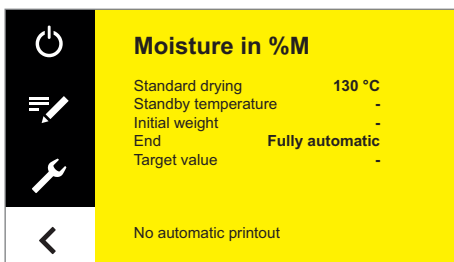 Moisture in %M
Standard drying 130 °C
Standby temperature -
Initial weight -
End Fully automatic
Target value -
No automatic printout